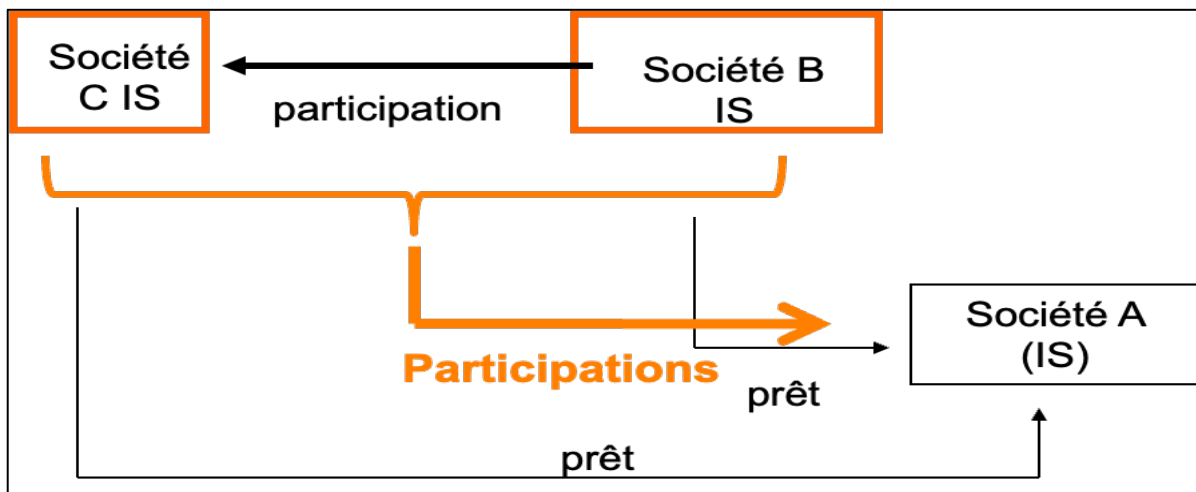 Société
C IS
participation
Société B
IS
Participations
Société A
(IS)
prêt
prêt